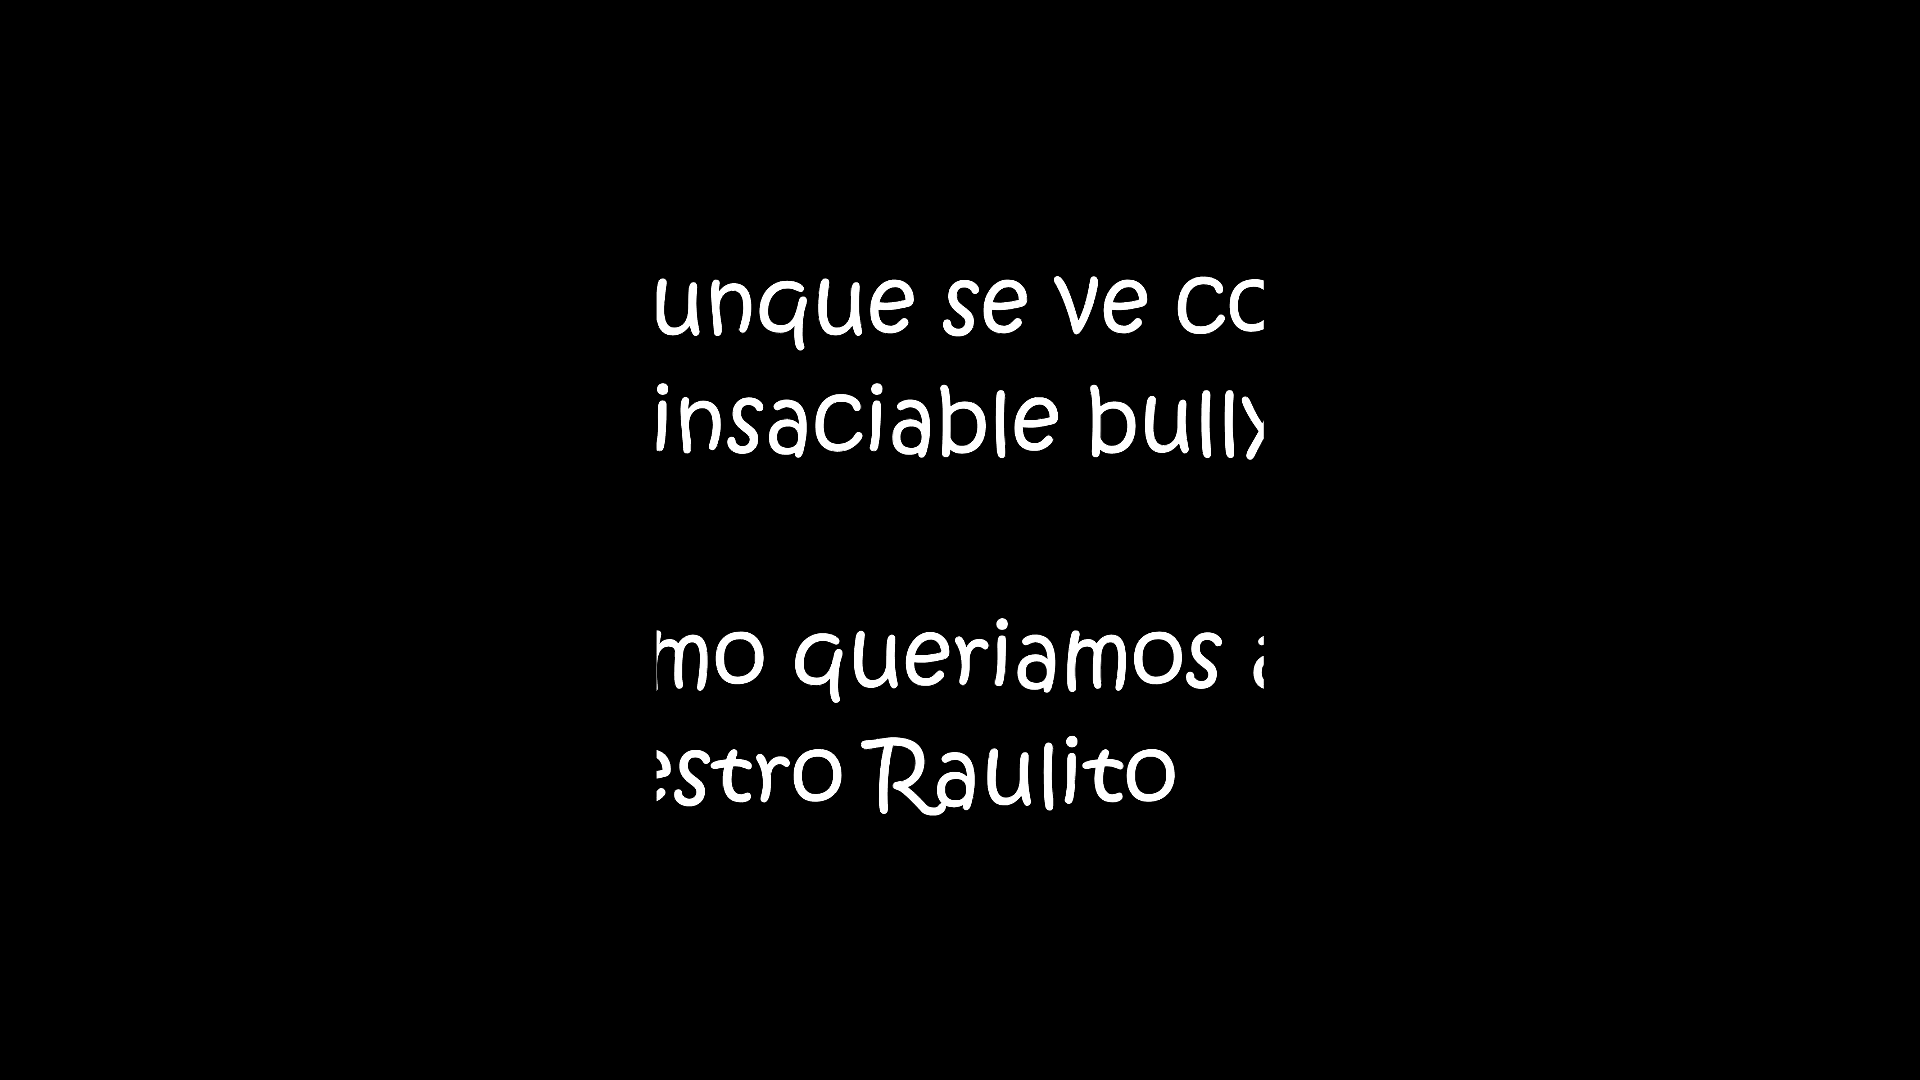 unque se ve co
insaciable bully
mo queriamos a
estro Raulito